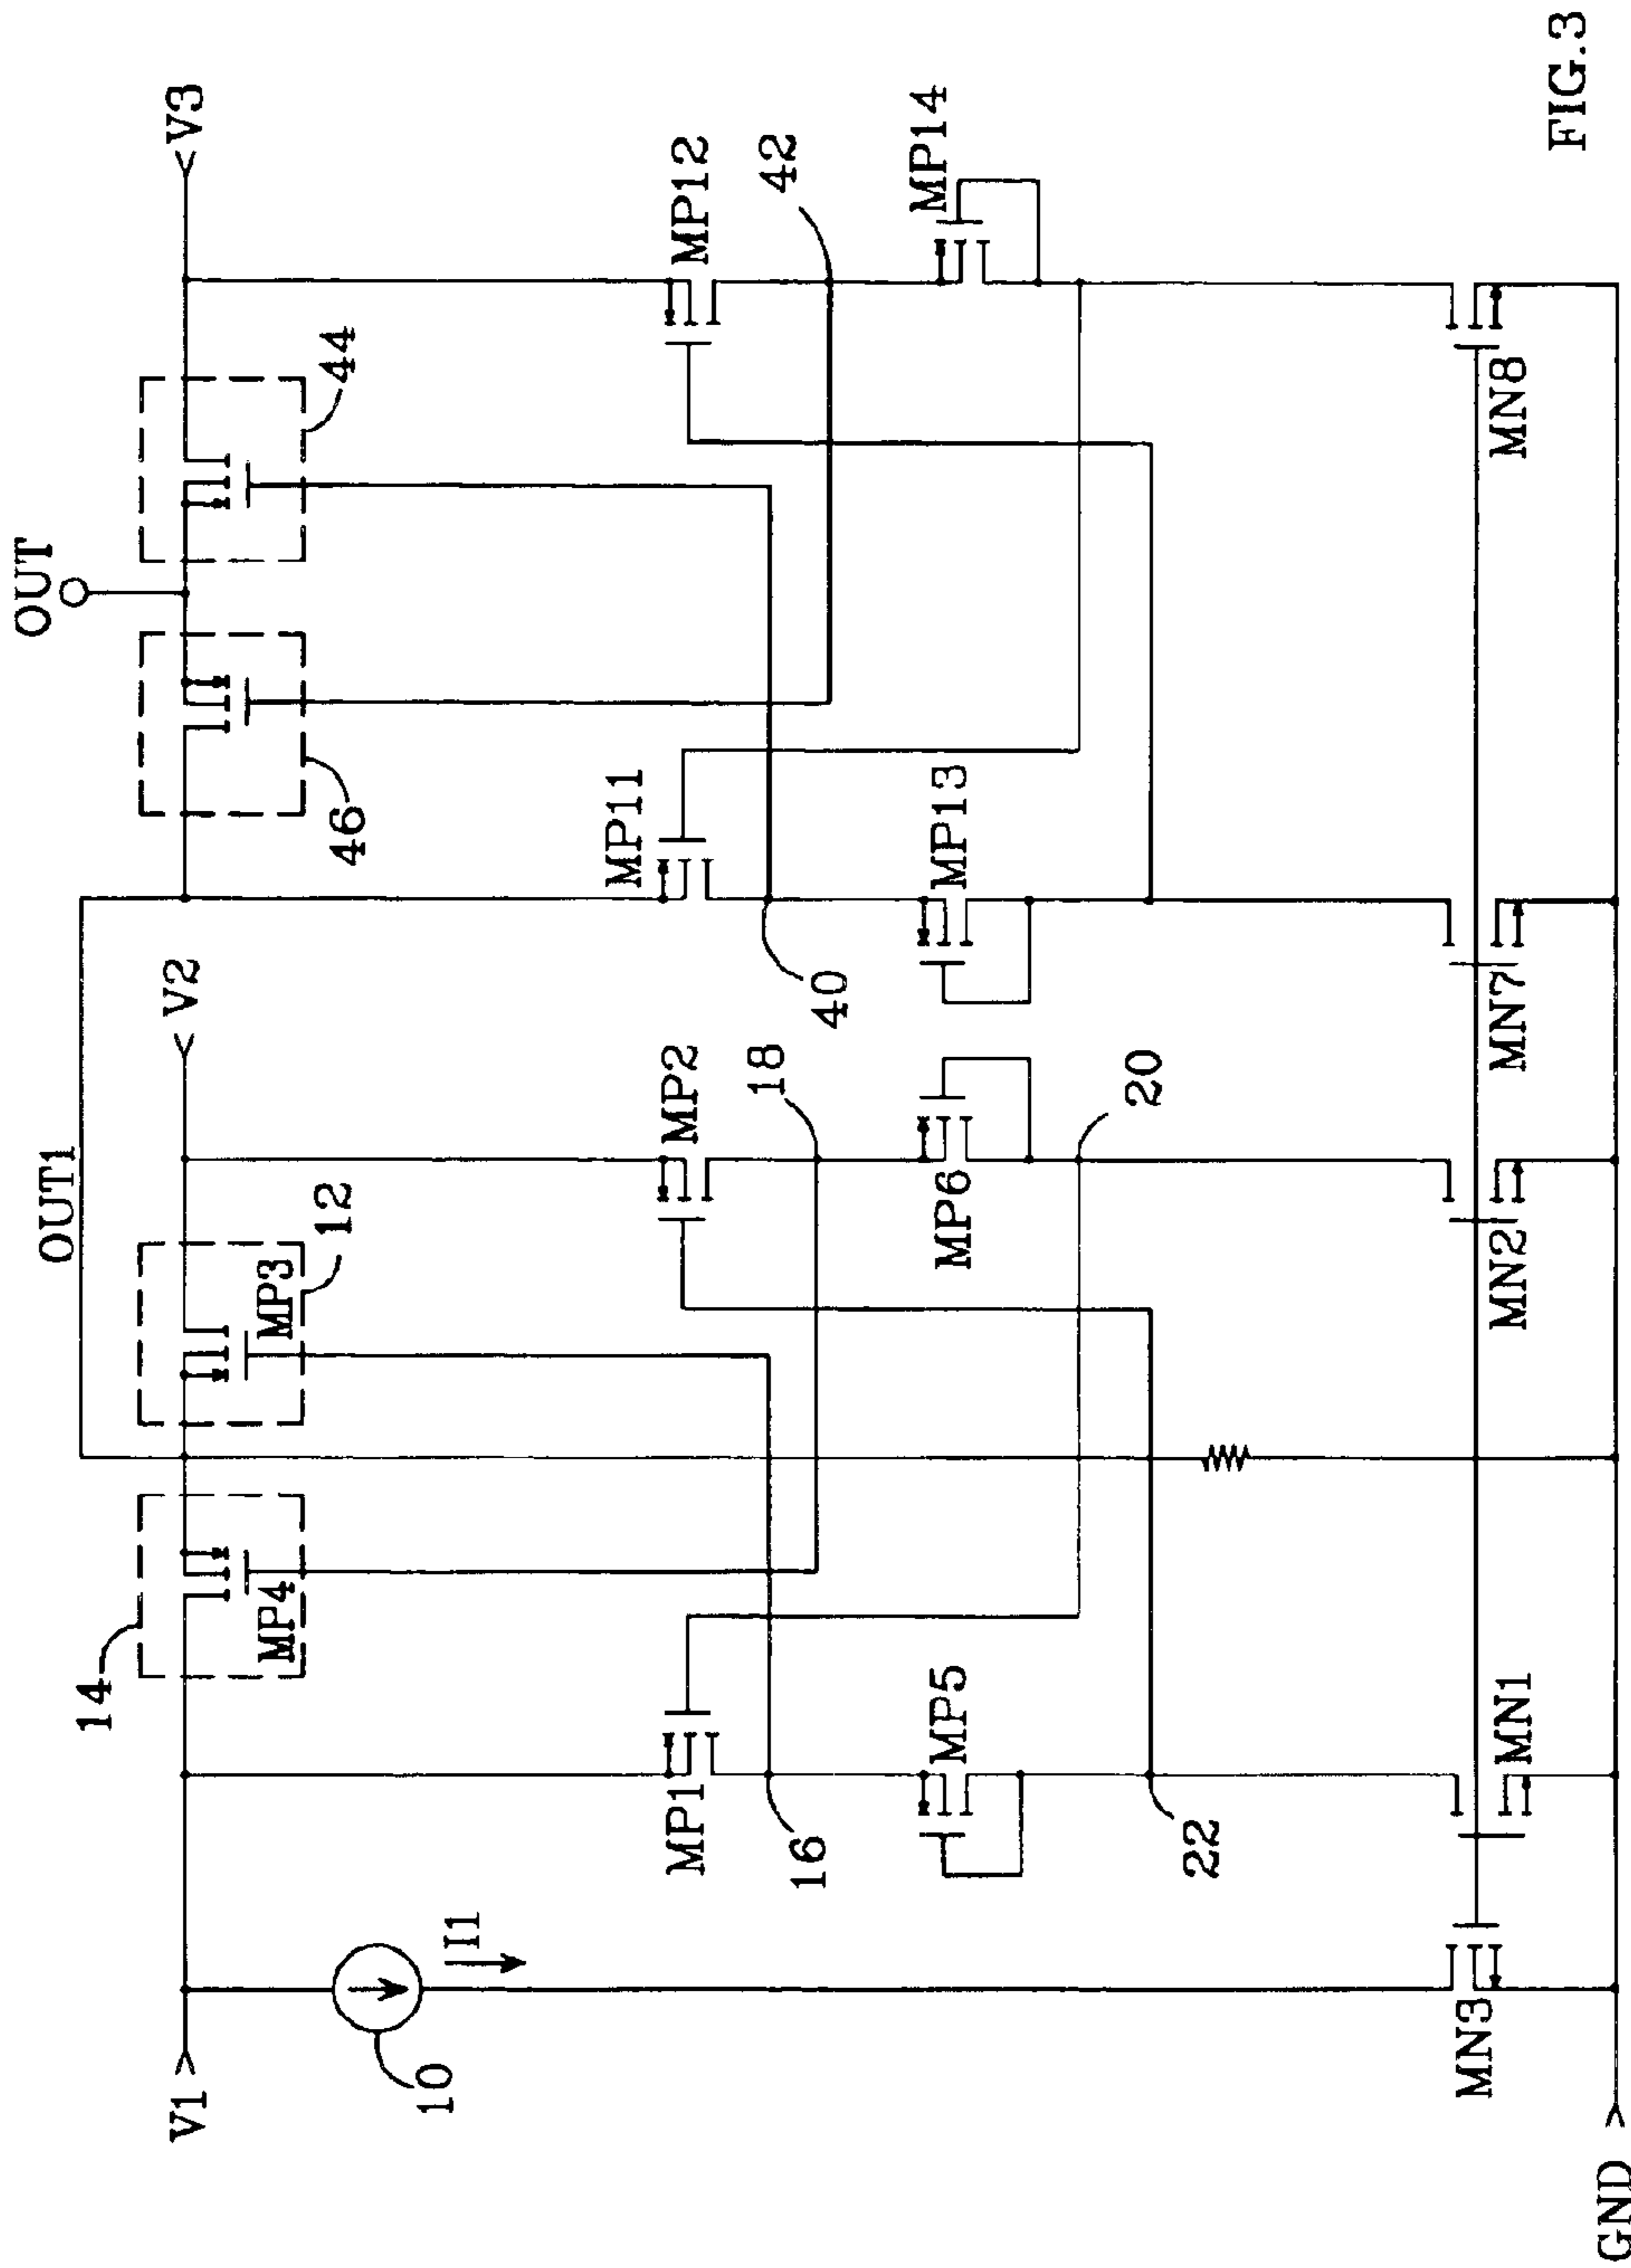 OUT
OUT1
V1
14
MP4
MP3
12
V2
46
44
V3
10
I1
MP1
MP2
MP11
MP12
16
18
40
42
MP5
MP6
MP13
MP14
22
20
MN3
MN1
MN2
MN7
MN8
GND
FIG.3